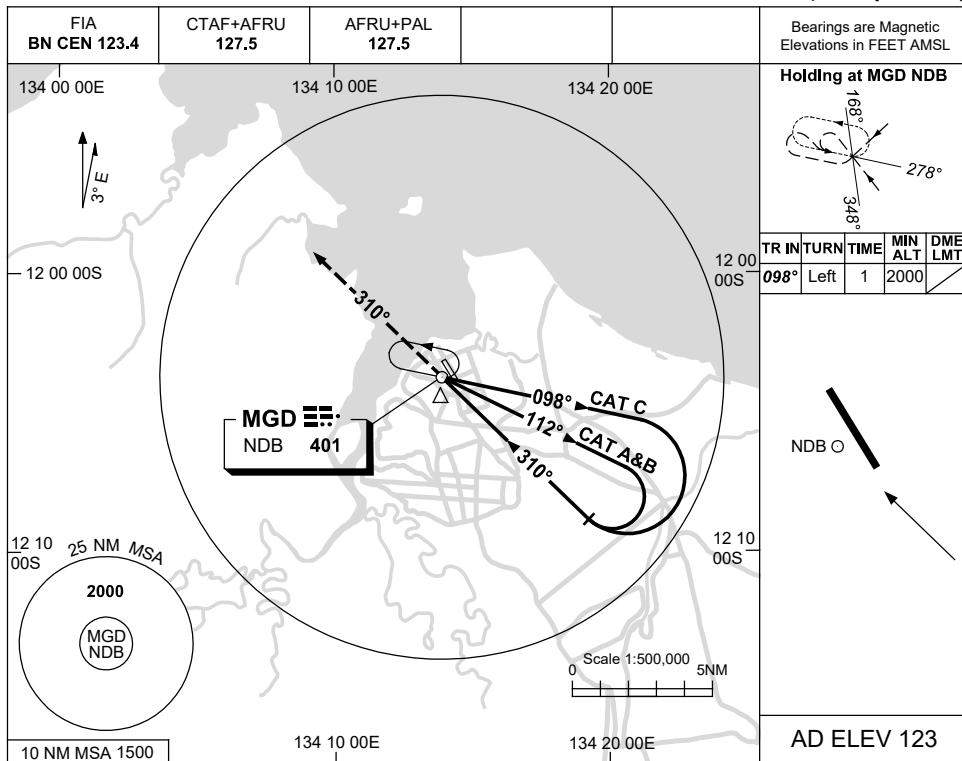 FIA
BN CEN 123.4
CTAF+AFRU
127.5
AFRU+PAL
127.5
Bearings are Magnetic
Elevations in FEET AMSL
134 00 00E
134 10 00E
134 20 00E
3° E
12 00 00S
12 00
00S
310°
098°
CAT C
112°
CAT A&B
310°
MGD
NDB 401
12 10
00S
12 10
00S
25 NM MSA
2000
MGD
NDB
Scale 1:500,000
0
5NM
10 NM MSA 1500
134 10 00E
134 20 00E
Holding at MGD NDB
168°
278°
348°
TR IN TURN TIME MIN ALT DME LMT
098° Left 1 2000
NDB
AD ELEV 123